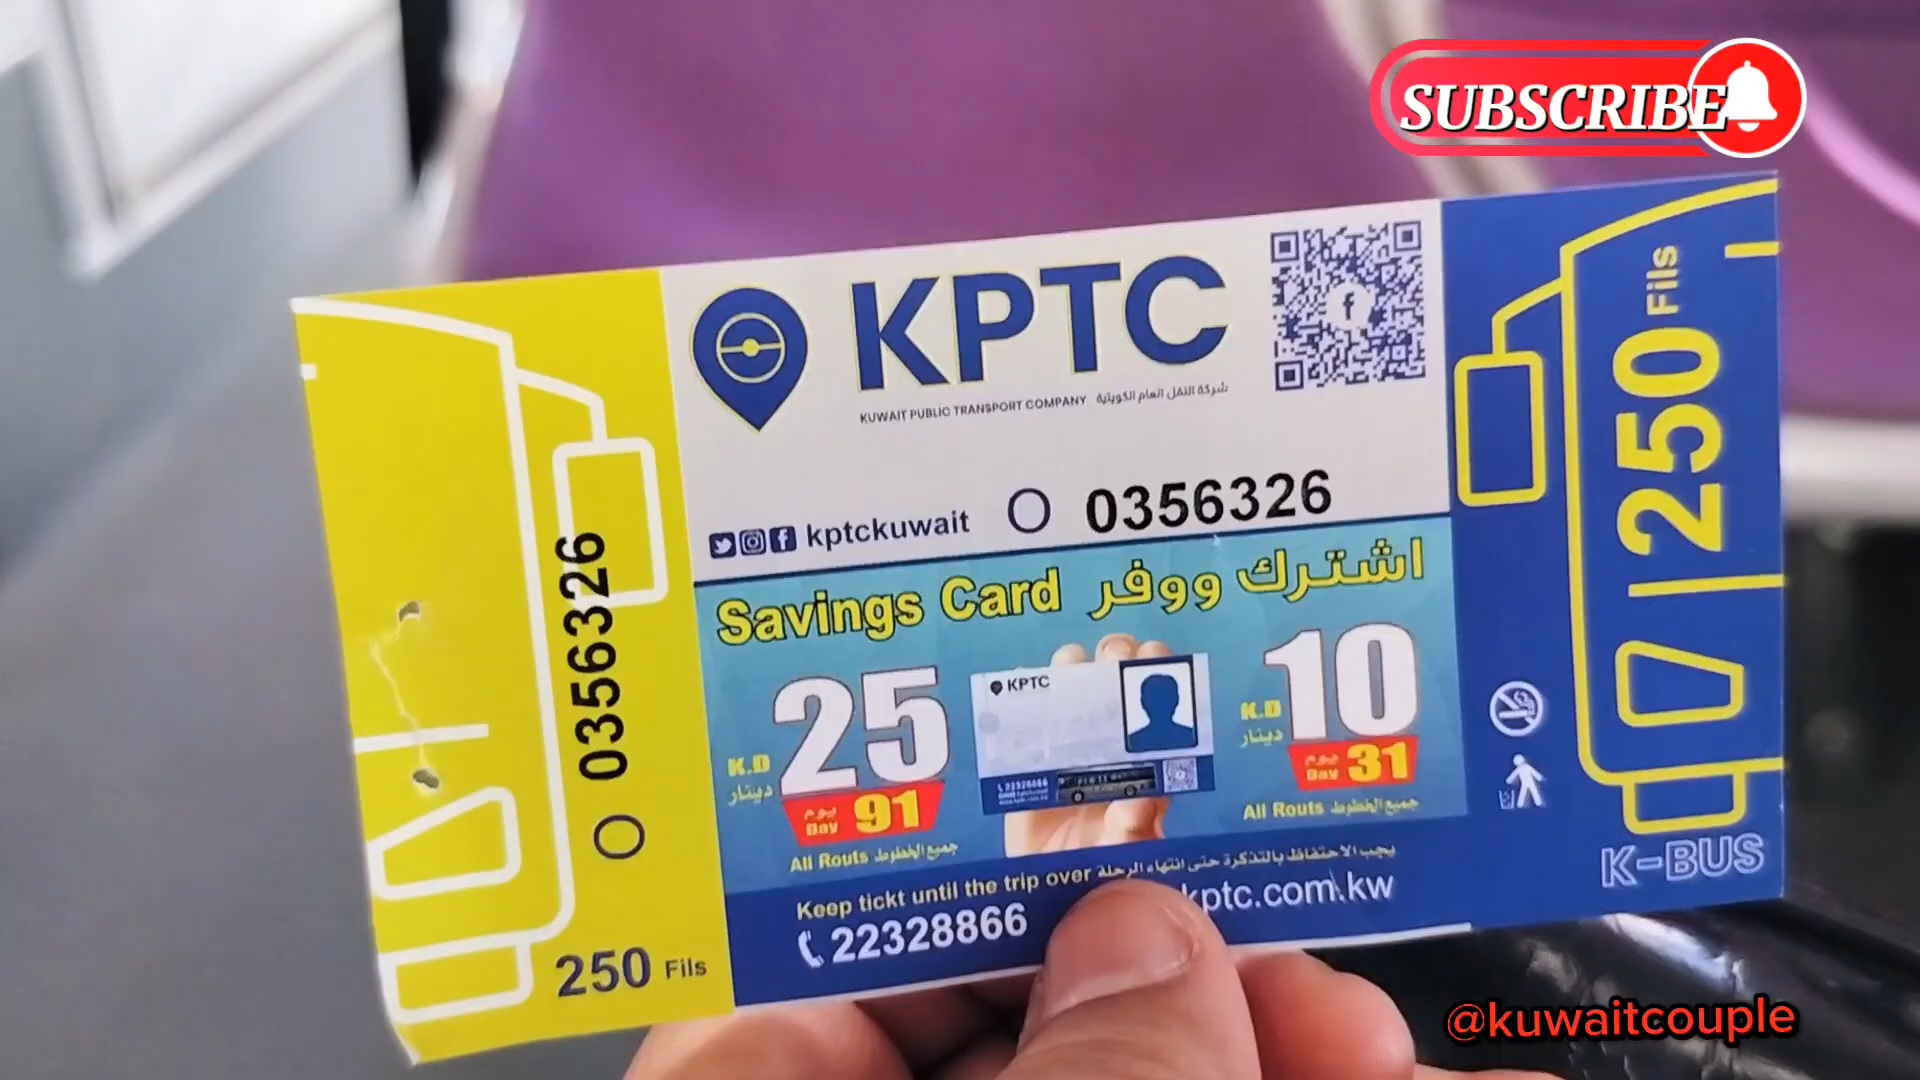 SUBSCRIBE
KPTC
KUWAIT PUBLIC TRANSPORT COMPANY شركة النقل العام الكويتية
kptckuwait O 0356326
Savings Card اشترك ووفر
K.D 25 دينار
يوم Day 91
All Routs جميع الخطوط
KPTC
22328866
K.D 10 دينار
يوم Day 31
All Routs جميع الخطوط
Keep tickt until the trip over يجب الاحتفاظ بالتذكرة حتى انتهاء الرحلة
22328866
kptc.com.kw
O 0356326
250 Fils
250 Fils
K-BUS
@kuwaitcouple